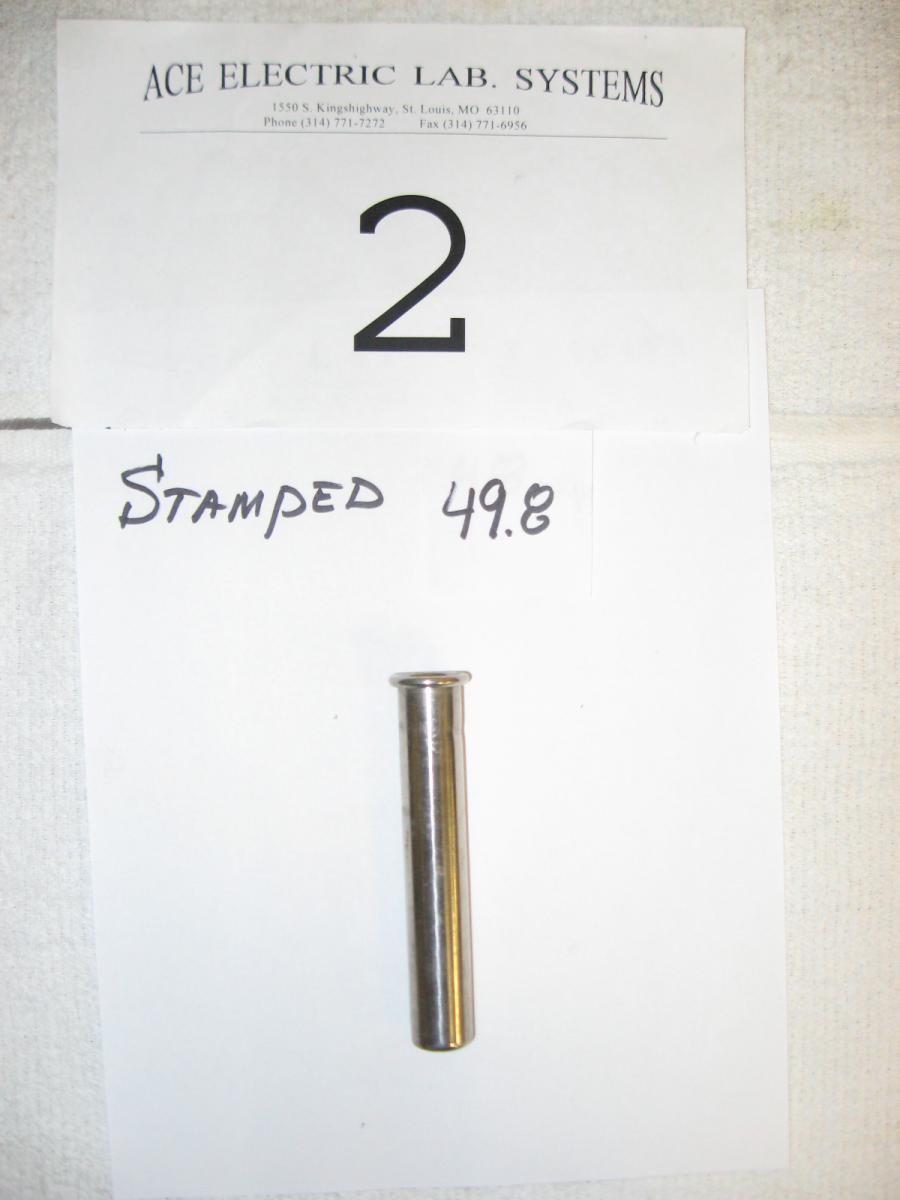 ACE ELECTRIC LAB. SYSTEMS
1550 S. Kingshighway, St. Louis, MO 63110
Phone (314) 771-7272 Fax (314) 771-6956
2
STAMPED 49.8